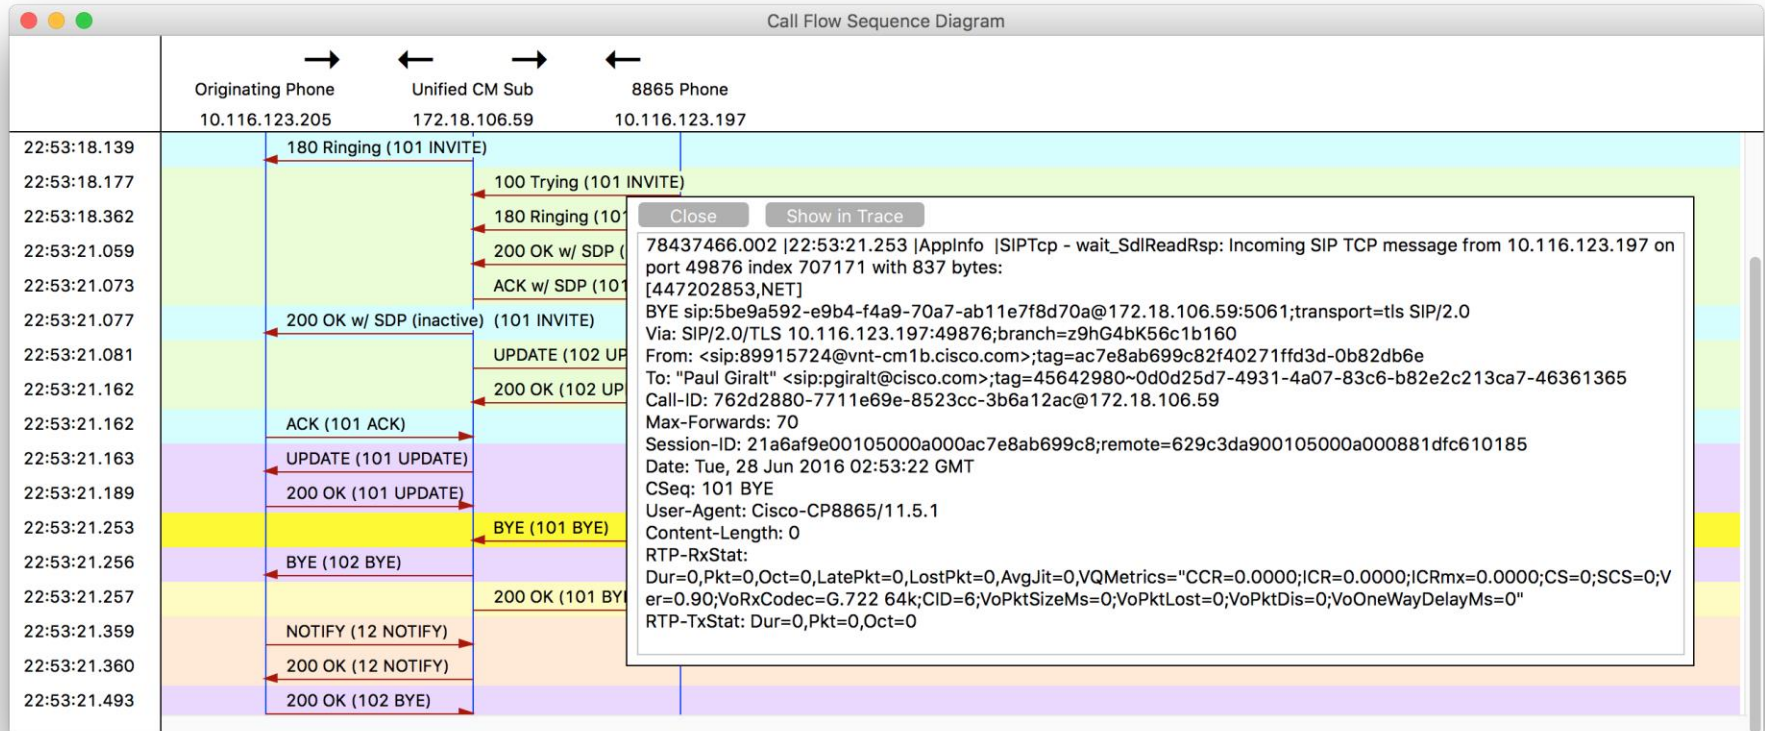 Call Flow Sequence Diagram
Originating Phone Unified CM Sub 8865 Phone
10.116.123.205 172.18.106.59 10.116.123.197
22:53:18.139 180 Ringing (101 INVITE)
22:53:18.177 100 Trying (101 INVITE)
22:53:18.362 180 Ringing (101
22:53:21.059 200 OK w/ SDP (
22:53:21.073 ACK w/ SDP (101
22:53:21.077 200 OK w/ SDP (inactive) (101 INVITE)
22:53:21.081 UPDATE (102 UP
22:53:21.162 200 OK (102 UP
22:53:21.162 ACK (101 ACK)
22:53:21.163 UPDATE (101 UPDATE)
22:53:21.189 200 OK (101 UPDATE)
22:53:21.253 BYE (101 BYE)
22:53:21.256 BYE (102 BYE)
22:53:21.257 200 OK (101 BY
22:53:21.359 NOTIFY (12 NOTIFY)
22:53:21.360 200 OK (12 NOTIFY)
22:53:21.493 200 OK (102 BYE)
Close Show in Trace
78437466.002 |22:53:21.253 |AppInfo |SIPTcp - wait_SdlReadRsp: Incoming SIP TCP message from 10.116.123.197 on
port 49876 index 707171 with 837 bytes:
[447202853,NET]
BYE sip:5be9a592-e9b4-f4a9-70a7-ab11e7f8d70a@172.18.106.59:5061;transport=tls SIP/2.0
Via: SIP/2.0/TLS 10.116.123.197:49876;branch=z9hG4bK56c1b160
From: <sip:89915724@vnt-cm1b.cisco.com>;tag=ac7e8ab699c82f40271ffd3d-0b82db6e
To: "Paul Giralt" <sip:pgiralt@cisco.com>;tag=45642980~0d0d25d7-4931-4a07-83c6-b82e2c213ca7-46361365
Call-ID: 762d2880-7711e69e-8523cc-3b6a12ac@172.18.106.59
Max-Forwards: 70
Session-ID: 21a6af9e00105000a000ac7e8ab699c8;remote=629c3da900105000a000881dfc610185
Date: Tue, 28 Jun 2016 02:53:22 GMT
CSeq: 101 BYE
User-Agent: Cisco-CP8865/11.5.1
Content-Length: 0
RTP-RxStat:
Dur=0,Pkt=0,Oct=0,LatePkt=0,LostPkt=0,AvgJit=0,VQMetrics="CCR=0.0000;ICR=0.0000;ICRmx=0.0000;CS=0;SCS=0;V
er=0.90;VoRxCodec=G.722 64k;CID=6;VoPktSizeMs=0;VoPktLost=0;VoPktDis=0;VoOneWayDelayMs=0"
RTP-TxStat: Dur=0,Pkt=0,Oct=0